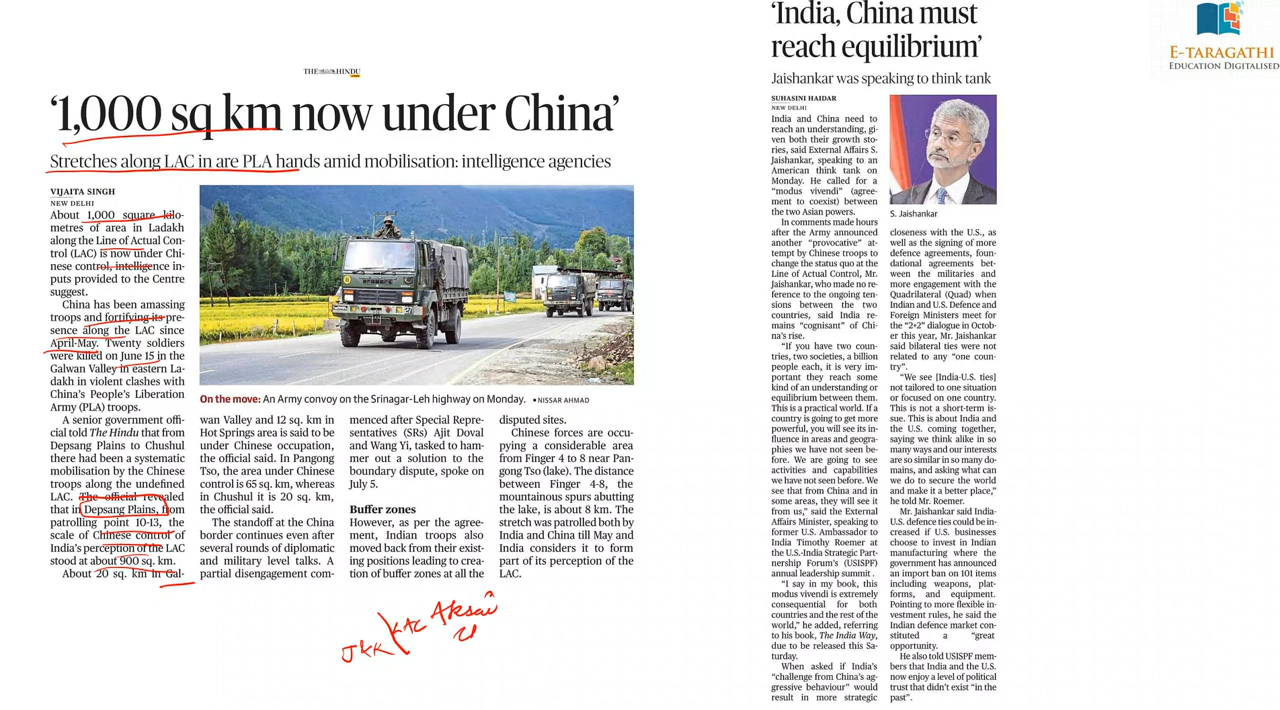 THE HINDU
‘1,000 sq km now under China’
Stretches along LAC in are PLA hands amid mobilisation: intelligence agencies
VIJAITA SINGH
NEW DELHI
About 1,000 square kilo-
metres of area in Ladakh
along the Line of Actual Con-
trol (LAC) is now under Chi-
nese control, intelligence in-
puts provided to the Centre
suggest.
China has been amassing
troops and fortifying its pre-
sence along the LAC since
April-May. Twenty soldiers
were killed on June 15 in the
Galwan Valley in eastern La-
dakh in violent clashes with
China’s People’s Liberation
Army (PLA) troops.
A senior government offi-
cial told The Hindu that from
Depsang Plains to Chushul
there had been a systematic
mobilisation by the Chinese
troops along the undefined
LAC. The official revealed
that in Depsang Plains, from
patrolling point 10-13, the
scale of Chinese control of
India’s perception of the LAC
stood at about 900 sq. km.
About 20 sq. km in Gal-
On the move: An Army convoy on the Srinagar-Leh highway on Monday. •NISSAR AHMAD
wan Valley and 12 sq. km in
Hot Springs area is said to be
under Chinese occupation,
the official said. In Pangong
Tso, the area under Chinese
control is 65 sq. km, whereas
in Chushul it is 20 sq. km,
the official said.
The standoff at the China
border continues even after
several rounds of diplomatic
and military level talks. A
partial disengagement com-
menced after Special Repre-
sentatives (SRs) Ajit Doval
and Wang Yi, tasked to ham-
mer out a solution to the
boundary dispute, spoke on
July 5.
Buffer zones
However, as per the agree-
ment, Indian troops also
moved back from their exist-
ing positions leading to crea-
tion of buffer zones at all the
disputed sites.
Chinese forces are occu-
pying a considerable area
from Finger 4 to 8 near Pan-
gong Tso (lake). The distance
between Finger 4-8, the
mountainous spurs abutting
the lake, is about 8 km. The
stretch was patrolled both by
India and China till May and
India considers it to form
part of its perception of the
LAC.
J&K LAC Aksai
‘India, China must
reach equilibrium’
Jaishankar was speaking to think tank
SUHASINI HAIDAR
NEW DELHI
India and China need to
reach an understanding, gi-
ven both their growth sto-
ries, said External Affairs S.
Jaishankar, speaking to an
American think tank on
Monday. He called for a
“modus vivendi” (agree-
ment to coexist) between
the two Asian powers.
In comments made hours
after the Army announced
another “provocative” at-
tempt by Chinese troops to
change the status quo at the
Line of Actual Control, Mr.
Jaishankar, who made no re-
ference to the ongoing ten-
sions between the two
countries, said India re-
mains “cognisant” of Chi-
na’s rise.
“If you have two coun-
tries, two societies, a billion
people each, it is very im-
portant they reach some
kind of an understanding or
equilibrium between them.
This is a practical world. If a
country is going to get more
powerful, you will see its in-
fluence in areas and geogra-
phies we have not seen be-
fore. We are going to see
activities and capabilities
we have not seen before. We
see that from China and in
some areas, they will see it
from us,” said the External
Affairs Minister, speaking to
former U.S. Ambassador to
India Timothy Roemer at
the U.S.-India Strategic Part-
nership Forum’s (USISPF)
annual leadership summit .
“I say in my book, this
modus vivendi is extremely
consequential for both
countries and the rest of the
world,” he added, referring
to his book, The India Way,
due to be released this Sa-
turday.
When asked if India’s
“challenge from China’s ag-
gressive behaviour” would
result in more strategic
S. Jaishankar
closeness with the U.S., as
well as the signing of more
defence agreements, foun-
dational agreements bet-
ween the militaries and
more engagement with the
Quadrilateral (Quad) when
Indian and U.S. Defence and
Foreign Ministers meet for
the “2+2” dialogue in Octob-
er this year, Mr. Jaishankar
said bilateral ties were not
related to any “one coun-
try”.
“We see [India-U.S. ties]
not tailored to one situation
or focused on one country.
This is not a short-term is-
sue. This is about India and
the U.S. coming together,
saying we think alike in so
many ways and our interests
are so similar in so many do-
mains, and asking what can
we do to secure the world
and make it a better place,”
he told Mr. Roemer.
Mr. Jaishankar said India-
U.S. defence ties could be in-
creased if U.S. businesses
choose to invest in Indian
manufacturing where the
government has announced
an import ban on 101 items
including weapons, plat-
forms, and equipment.
Pointing to more flexible in-
vestment rules, he said the
Indian defence market con-
stituted a “great
opportunity.
He also told USISPF mem-
bers that India and the U.S.
now enjoy a level of political
trust that didn’t exist “in the
past”.
E-TARAGATHI
EDUCATION DIGITALISED